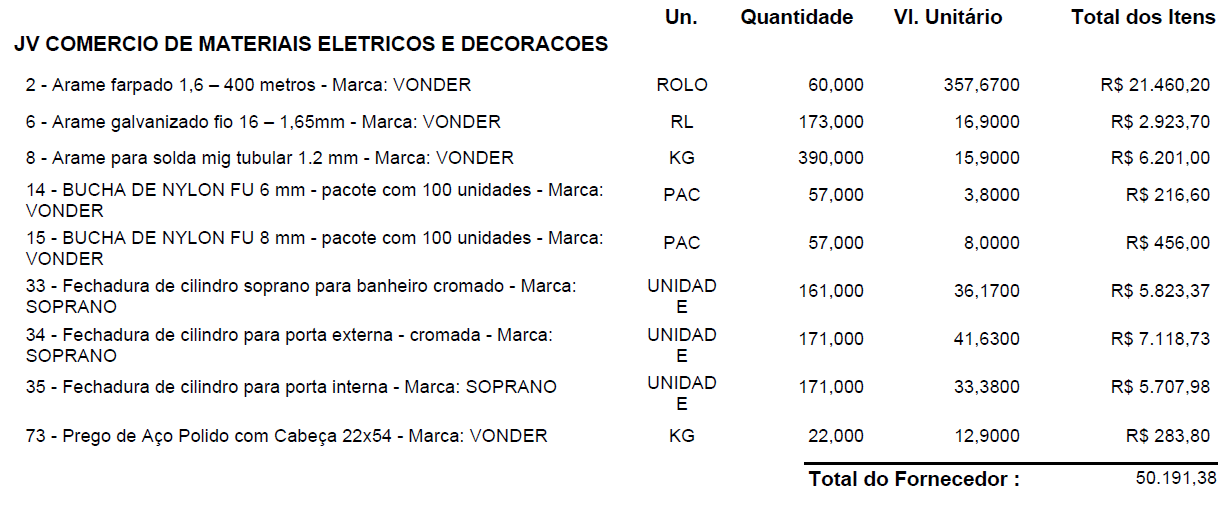 Un. Quantidade Vl. Unitário Total dos Itens
JV COMERCIO DE MATERIAIS ELETRICOS E DECORACOES
2 - Arame farpado 1,6 – 400 metros - Marca: VONDER ROLO 60,000 357,6700 R$ 21.460,20
6 - Arame galvanizado fio 16 – 1,65mm - Marca: VONDER RL 173,000 16,9000 R$ 2.923,70
8 - Arame para solda mig tubular 1.2 mm - Marca: VONDER KG 390,000 15,9000 R$ 6.201,00
14 - BUCHA DE NYLON FU 6 mm - pacote com 100 unidades - Marca:
VONDER PAC 57,000 3,8000 R$ 216,60
15 - BUCHA DE NYLON FU 8 mm - pacote com 100 unidades - Marca:
VONDER PAC 57,000 8,0000 R$ 456,00
33 - Fechadura de cilindro soprano para banheiro cromado - Marca: UNIDAD
SOPRANO E 161,000 36,1700 R$ 5.823,37
34 - Fechadura de cilindro para porta externa - cromada - Marca: UNIDAD
SOPRANO E 171,000 41,6300 R$ 7.118,73
35 - Fechadura de cilindro para porta interna - Marca: SOPRANO UNIDAD
E 171,000 33,3800 R$ 5.707,98
73 - Prego de Aço Polido com Cabeça 22x54 - Marca: VONDER KG 22,000 12,9000 R$ 283,80
Total do Fornecedor : 50.191,38